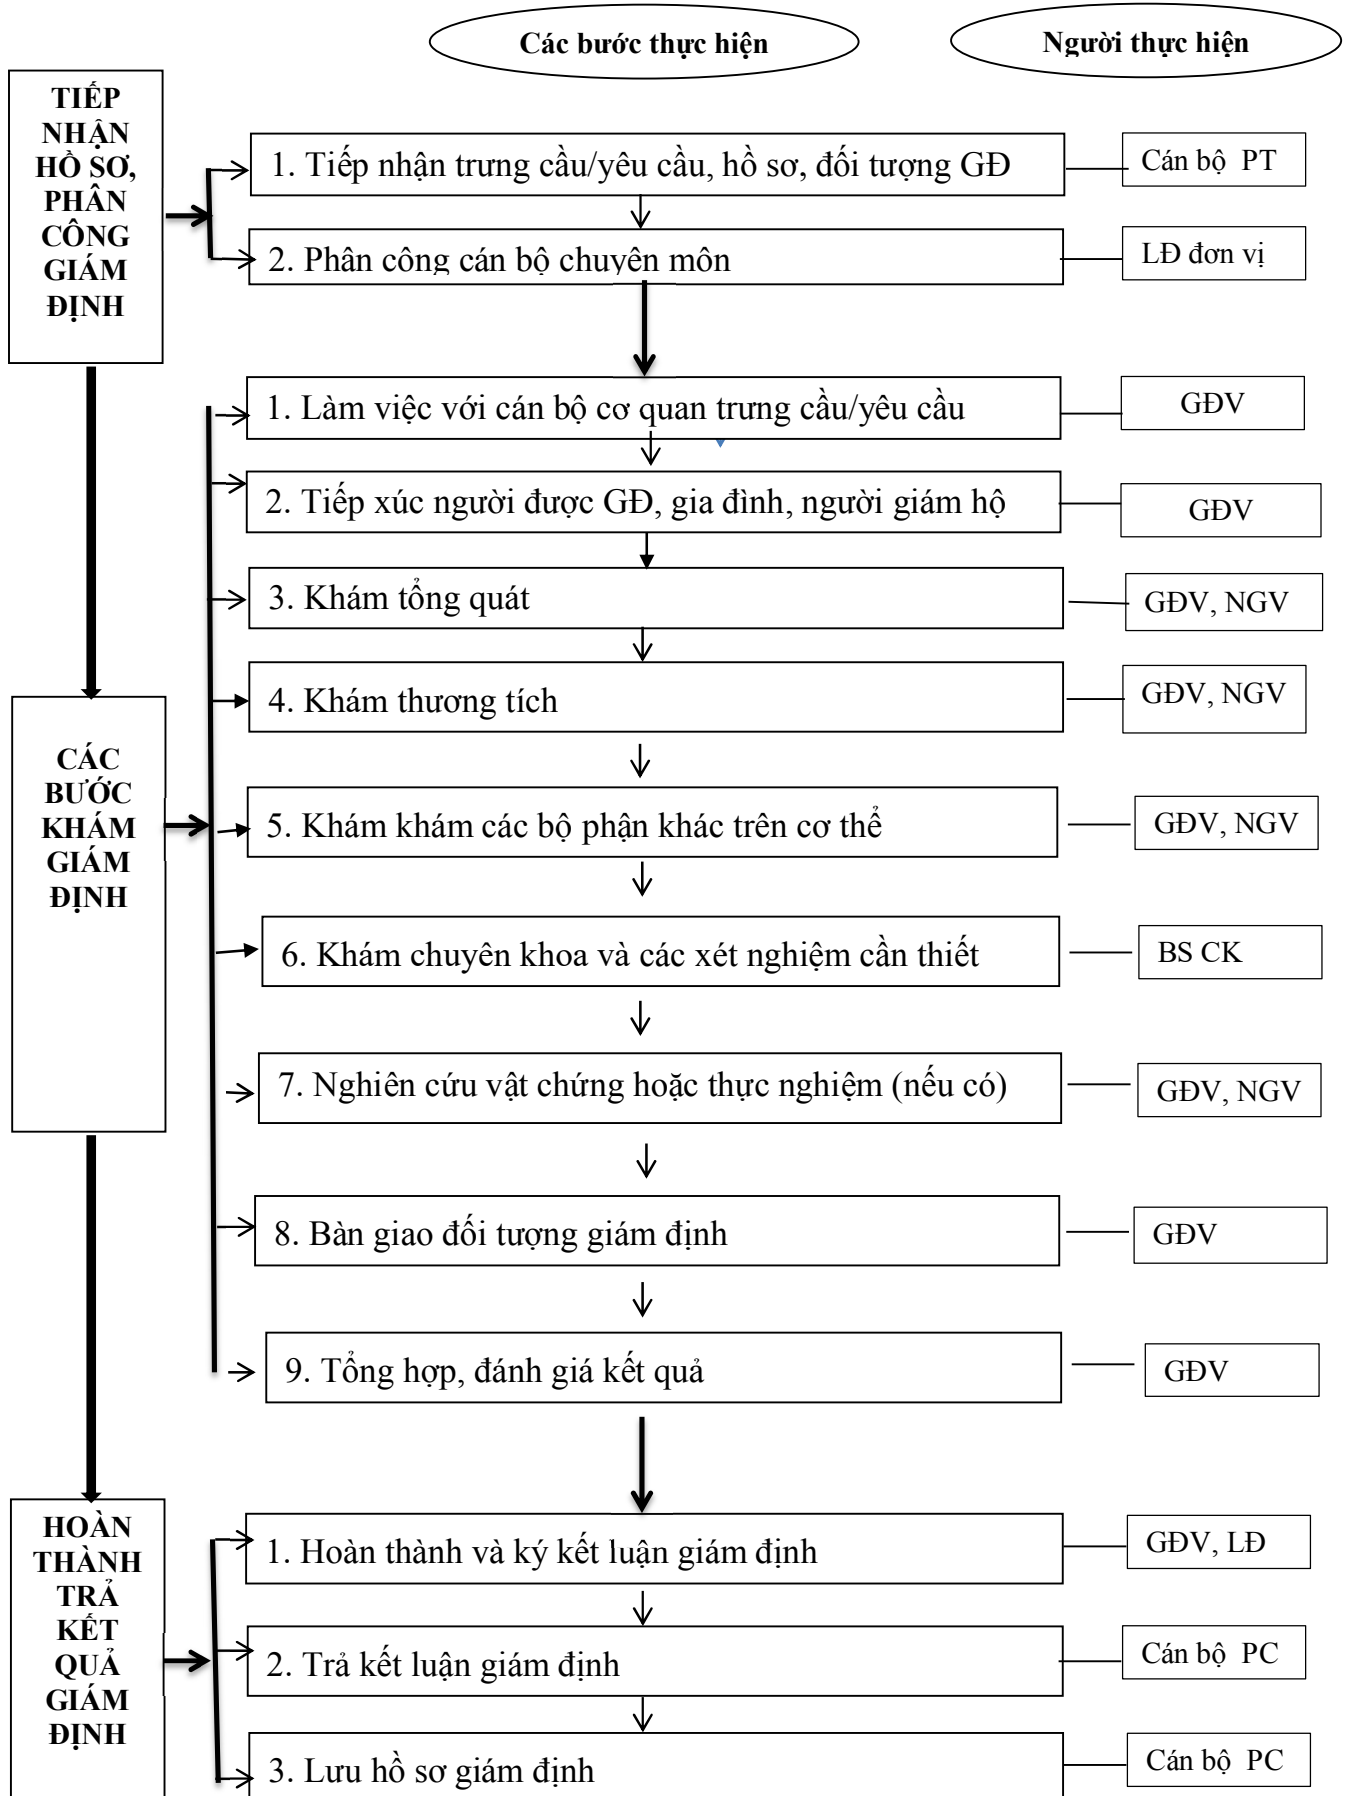 Các bước thực hiện
Người thực hiện
TIẾP
NHẬN
HỒ SƠ,
PHÂN
CÔNG
GIÁM
ĐỊNH
1. Tiếp nhận trưng cầu/yêu cầu, hồ sơ, đối tượng GĐ
Cán bộ PT
2. Phân công cán bộ chuyên môn
LĐ đơn vị
CÁC
BƯỚC
KHÁM
GIÁM
ĐỊNH
1. Làm việc với cán bộ cơ quan trưng cầu/yêu cầu
GĐV
2. Tiếp xúc người được GĐ, gia đình, người giám hộ
GĐV
3. Khám tổng quát
GĐV, NGV
4. Khám thương tích
GĐV, NGV
5. Khám khám các bộ phận khác trên cơ thể
GĐV, NGV
6. Khám chuyên khoa và các xét nghiệm cần thiết
BS CK
7. Nghiên cứu vật chứng hoặc thực nghiệm (nếu có)
GĐV, NGV
8. Bàn giao đối tượng giám định
GĐV
9. Tổng hợp, đánh giá kết quả
GĐV
HOÀN
THÀNH
TRẢ
KẾT
QUẢ
GIÁM
ĐỊNH
1. Hoàn thành và ký kết luận giám định
GĐV, LĐ
2. Trả kết luận giám định
Cán bộ PC
3. Lưu hồ sơ giám định
Cán bộ PC